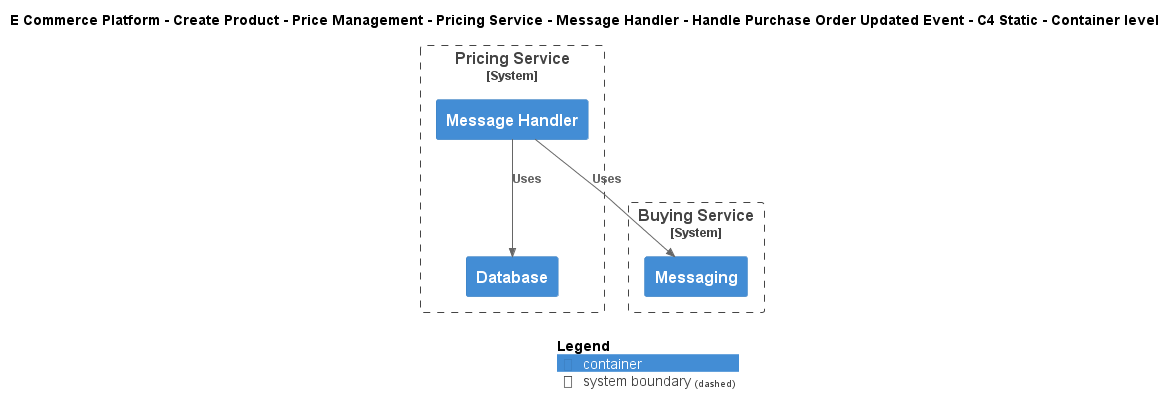 E Commerce Platform - Create Product - Price Management - Pricing Service - Message Handler - Handle Purchase Order Updated Event - C4 Static - Container level
Pricing Service
[System]
Message Handler
Uses
Uses
Buying Service
[System]
Database
Messaging
Legend
container
system boundary (dashed)